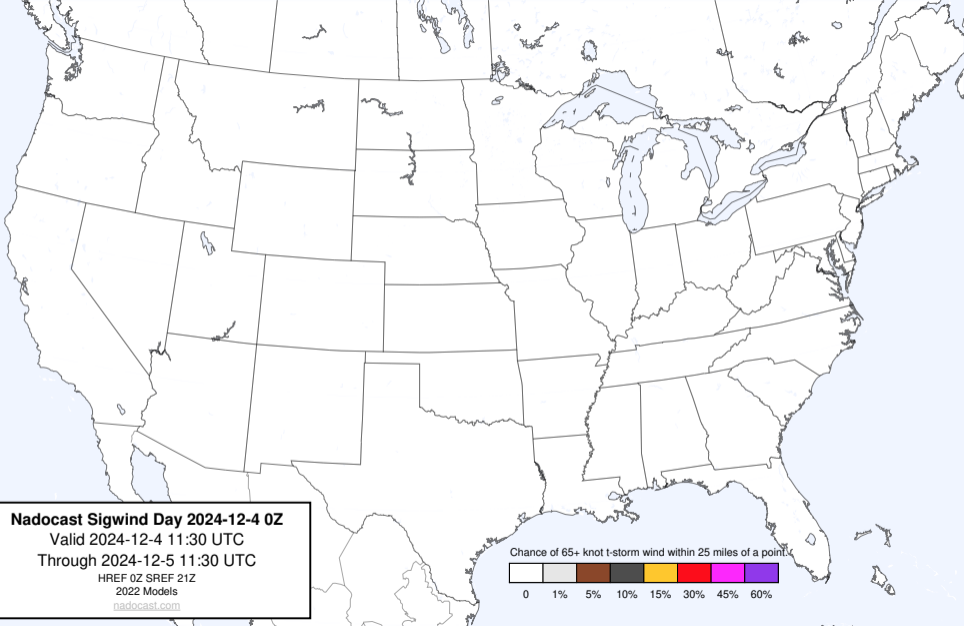 Nadocast Sigwind Day 2024-12-4 0Z
Valid 2024-12-4 11:30 UTC
Through 2024-12-5 11:30 UTC
HREF 0Z SREF 21Z
2022 Models
nadocast.com
Chance of 65+ knot t-storm wind within 25 miles of a point.
0 1% 5% 10% 15% 30% 45% 60%